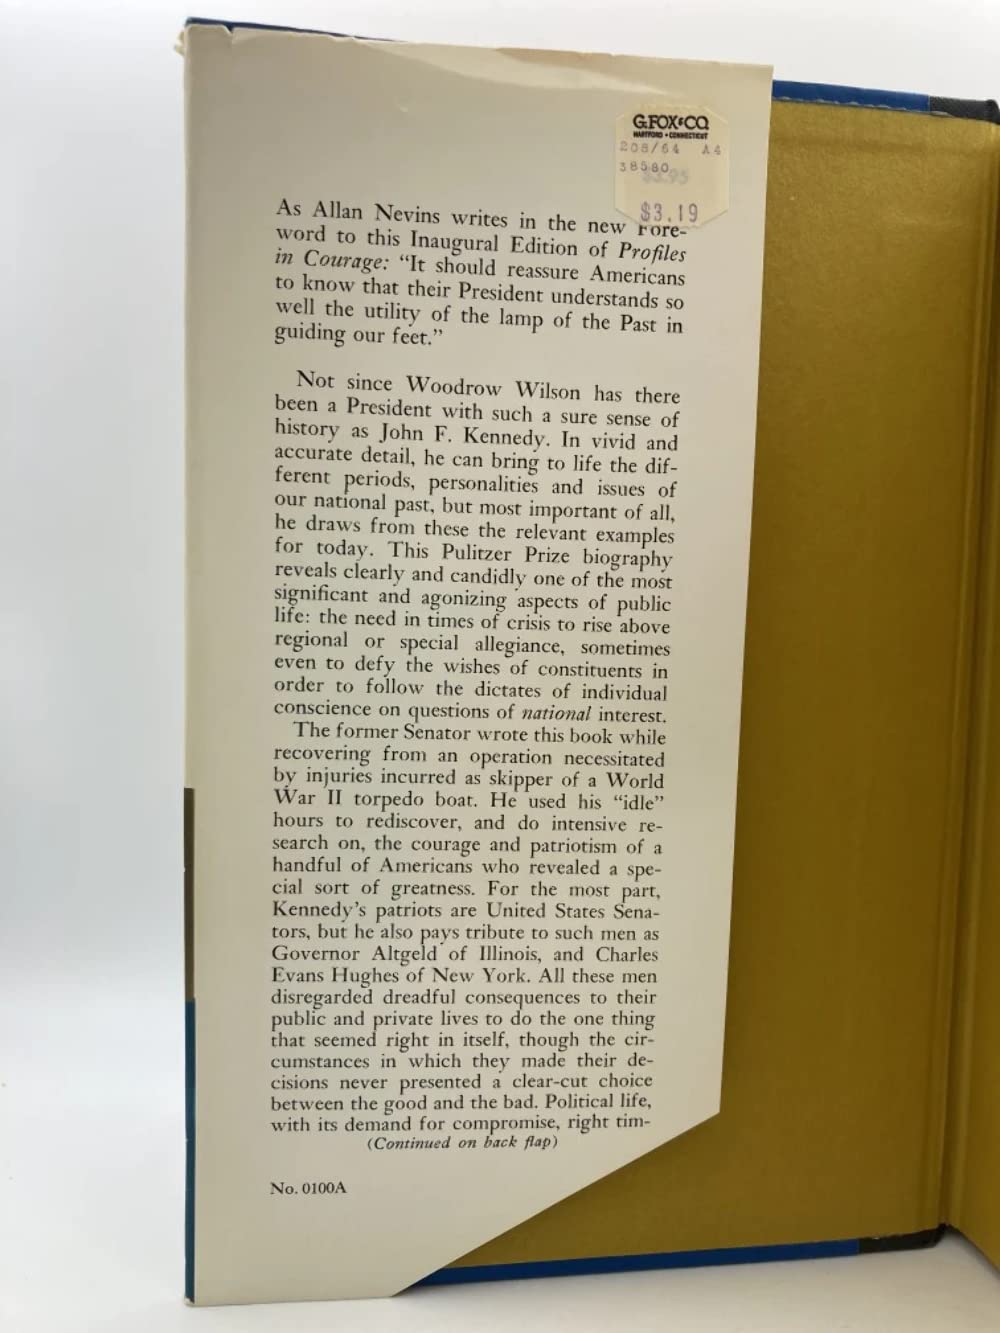 G.FOX & CO.
HARTFORD • CONNECTICUT
208/64 A4
38580
$3.95
$3.19
As Allan Nevins writes in the new Fore-
word to this Inaugural Edition of Profiles
in Courage: “It should reassure Americans
to know that their President understands so
well the utility of the lamp of the Past in
guiding our feet.”
Not since Woodrow Wilson has there
been a President with such a sure sense of
history as John F. Kennedy. In vivid and
accurate detail, he can bring to life the dif-
ferent periods, personalities and issues of
our national past, but most important of all,
he draws from these the relevant examples
for today. This Pulitzer Prize biography
reveals clearly and candidly one of the most
significant and agonizing aspects of public
life: the need in times of crisis to rise above
regional or special allegiance, sometimes
even to defy the wishes of constituents in
order to follow the dictates of individual
conscience on questions of national interest.
The former Senator wrote this book while
recovering from an operation necessitated
by injuries incurred as skipper of a World
War II torpedo boat. He used his “idle”
hours to rediscover, and do intensive re-
search on, the courage and patriotism of a
handful of Americans who revealed a spe-
cial sort of greatness. For the most part,
Kennedy’s patriots are United States Sena-
tors, but he also pays tribute to such men as
Governor Altgeld of Illinois, and Charles
Evans Hughes of New York. All these men
disregarded dreadful consequences to their
public and private lives to do the one thing
that seemed right in itself, though the cir-
cumstances in which they made their de-
cisions never presented a clear-cut choice
between the good and the bad. Political life,
with its demand for compromise, right tim-
(Continued on back flap)
No. 0100A